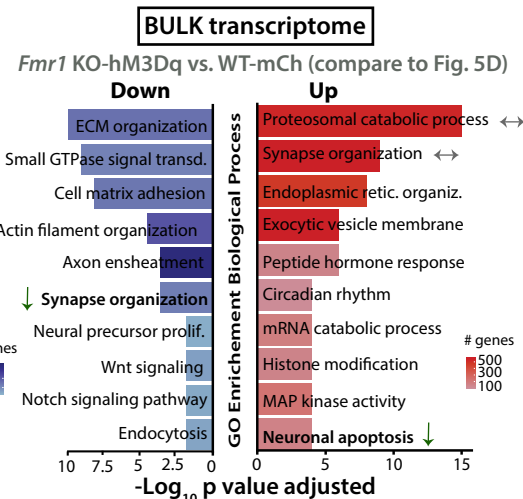 BULK transcriptome
Fmr1 KO-hM3Dq vs. WT-mCh (compare to Fig. 5D)
Down
Up
ECM organization
Small GTPase signal transd.
Cell matrix adhesion
Actin filament organization
Axon ensheatment
↓ Synapse organization
Neural precursor prolif.
Wnt signaling
Notch signaling pathway
Endocytosis
GO Enrichement Biological Process
Proteosomal catabolic process ↔
Synapse organization ↔
Endoplasmic retic. organiz.
Exocytic vesicle membrane
Peptide hormone response
Circadian rhythm
mRNA catabolic process
Histone modification
MAP kinase activity
Neuronal apoptosis ↓
# genes
500
300
100
10 7.5 5 2.5 0
0 5 10 15
-Log10 p value adjusted